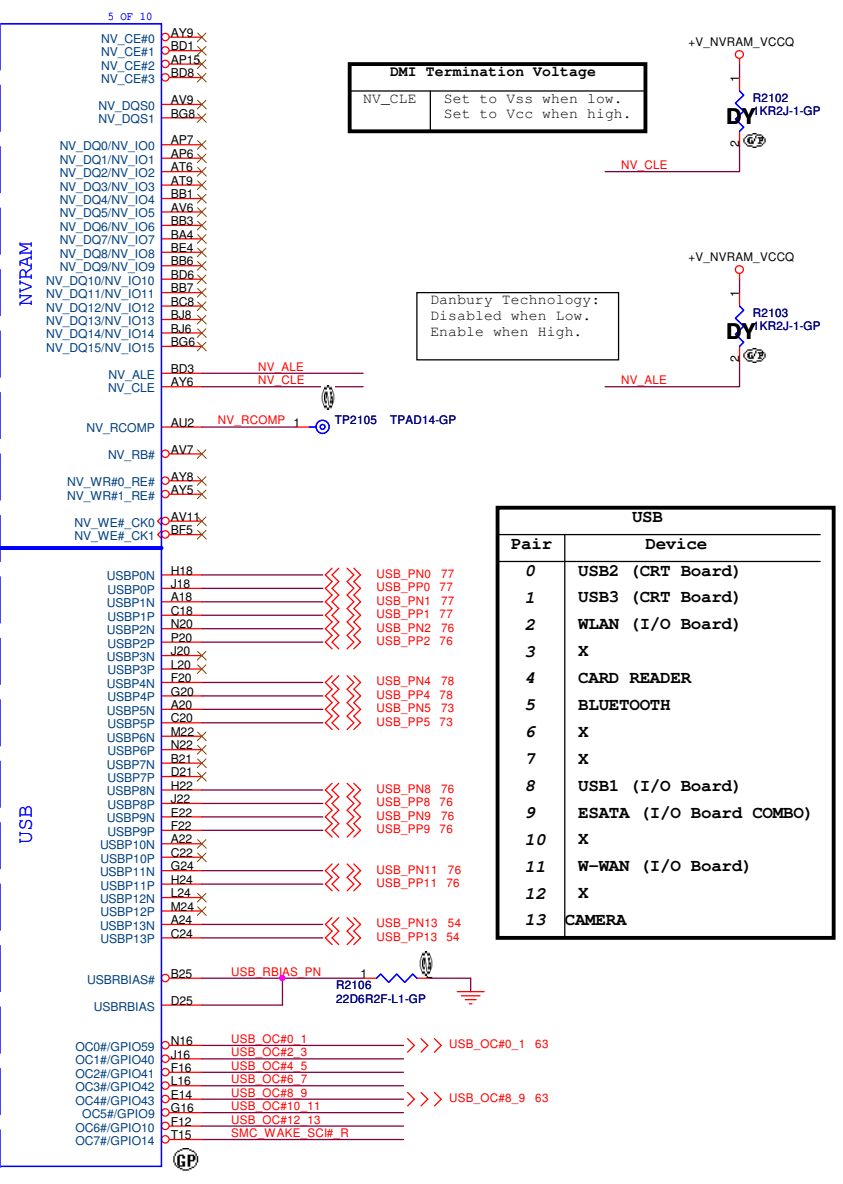 5 OF 10
NV_CE#0 AY9
NV_CE#1 BD1
NV_CE#2 AP15
NV_CE#3 BD8
NV_DQS0 AV9
NV_DQS1 BG8
NV_DQ0/NV_IO0 AP7
NV_DQ1/NV_IO1 AP6
NV_DQ2/NV_IO2 AT6
NV_DQ3/NV_IO3 AT9
NV_DQ4/NV_IO4 BB1
NV_DQ5/NV_IO5 AV6
NV_DQ6/NV_IO6 BB3
NV_DQ7/NV_IO7 BA4
NV_DQ8/NV_IO8 BE4
NV_DQ9/NV_IO9 BB6
NV_DQ10/NV_IO10 BD6
NV_DQ11/NV_IO11 BB7
NV_DQ12/NV_IO12 BC8
NV_DQ13/NV_IO13 BJ8
NV_DQ14/NV_IO14 BJ6
NV_DQ15/NV_IO15 BG6
NVRAM
NV_ALE BD3 NV_ALE
NV_CLE AY6 NV_CLE
NV_RCOMP AU2 NV_RCOMP 1 TP2105 TPAD14-GP
NV_RB# AV7
NV_WR#0_RE# AY8
NV_WR#1_RE# AY5
NV_WE#_CK0 AV11
NV_WE#_CK1 BF5
DMI Termination Voltage
NV_CLE Set to Vss when low.
Set to Vcc when high.
+V_NVRAM_VCCQ
1
R2102
DY 1KR2J-1-GP
2 G/P
NV_CLE
Danbury Technology:
Disabled when Low.
Enable when High.
+V_NVRAM_VCCQ
1
R2103
DY 1KR2J-1-GP
2 G/P
NV_ALE
USB
USBP0N H18 USB_PN0 77
USBP0P J18 USB_PP0 77
USBP1N A18 USB_PN1 77
USBP1P C18 USB_PP1 77
USBP2N N20 USB_PN2 76
USBP2P P20 USB_PP2 76
USBP3N J20
USBP3P L20
USBP4N F20 USB_PN4 78
USBP4P G20 USB_PP4 78
USBP5N A20 USB_PN5 73
USBP5P C20 USB_PP5 73
USBP6N M22
USBP6P N22
USBP7N B21
USBP7P D21
USBP8N H22 USB_PN8 76
USBP8P J22 USB_PP8 76
USBP9N E22 USB_PN9 76
USBP9P F22 USB_PP9 76
USBP10N A22
USBP10P C22
USBP11N G24 USB_PN11 76
USBP11P H24 USB_PP11 76
USBP12N L24
USBP12P M24
USBP13N A24 USB_PN13 54
USBP13P C24 USB_PP13 54
USBRBIAS# B25 USB_RBIAS_PN 1 2
R2106
22D6R2F-L1-GP
USBRBIAS D25
OC0#/GPIO59 N16 USB_OC#0_1 USB_OC#0_1 63
OC1#/GPIO40 J16 USB_OC#2_3
OC2#/GPIO41 F16 USB_OC#4_5
OC3#/GPIO42 L16 USB_OC#6_7
OC4#/GPIO43 E14 USB_OC#8_9 USB_OC#8_9 63
OC5#/GPIO9 G16 USB_OC#10_11
OC6#/GPIO10 F12 USB_OC#12_13
OC7#/GPIO14 T15 SMC_WAKE_SCI#_R
GP
USB
Pair Device
0 USB2 (CRT Board)
1 USB3 (CRT Board)
2 WLAN (I/O Board)
3 X
4 CARD READER
5 BLUETOOTH
6 X
7 X
8 USB1 (I/O Board)
9 ESATA (I/O Board COMBO)
10 X
11 W-WAN (I/O Board)
12 X
13 CAMERA